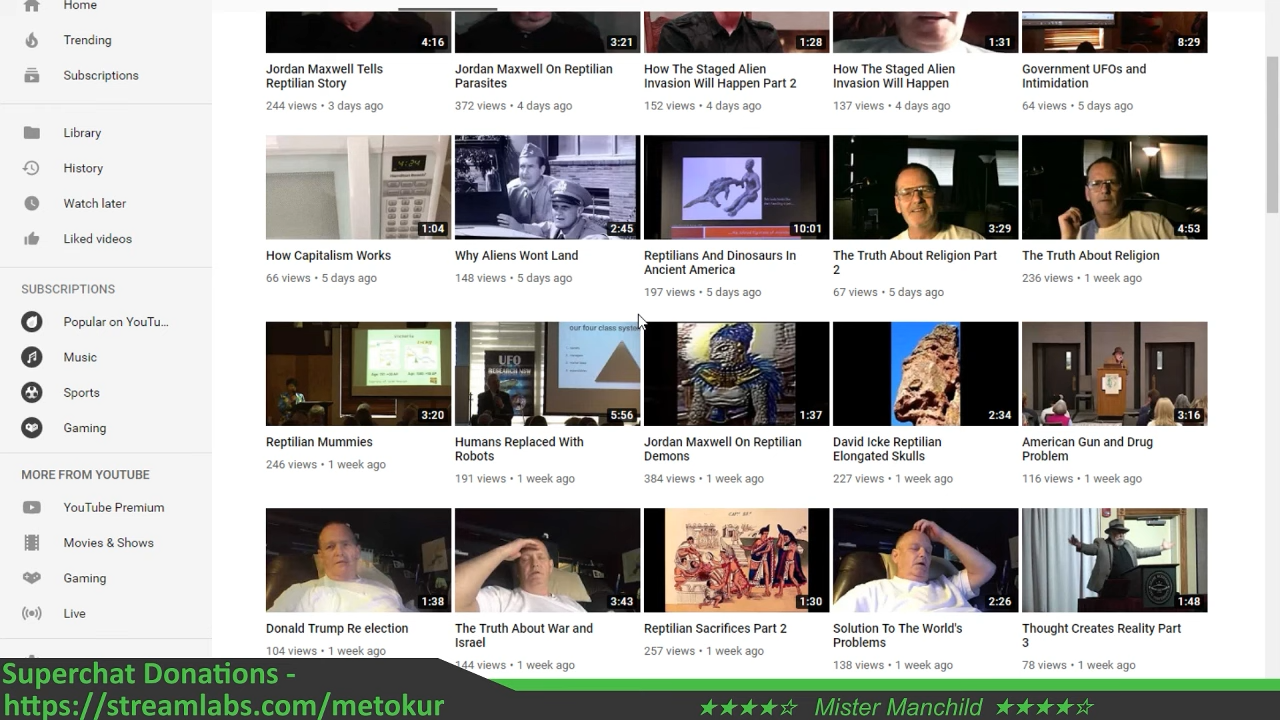 Home
Trending
Subscriptions
Library
History
Watch later
Liked videos
SUBSCRIPTIONS
Popular on YouTu...
Music
Sports
Gaming
MORE FROM YOUTUBE
YouTube Premium
Movies & Shows
Gaming
Live
4:16
3:21
1:28
1:31
8:29
Jordan Maxwell Tells
Reptilian Story
244 views • 3 days ago
Jordan Maxwell On Reptilian
Parasites
372 views • 4 days ago
How The Staged Alien
Invasion Will Happen Part 2
152 views • 4 days ago
How The Staged Alien
Invasion Will Happen
137 views • 4 days ago
Government UFOs and
Intimidation
64 views • 5 days ago
4:24
1:04
2:45
10:01
3:29
4:53
How Capitalism Works
66 views • 5 days ago
Why Aliens Wont Land
148 views • 5 days ago
Reptilians And Dinosaurs In
Ancient America
197 views • 5 days ago
The Truth About Religion Part
2
67 views • 5 days ago
The Truth About Religion
236 views • 1 week ago
our four class syste
UFO
RESEARCH NOW
3:20
5:56
1:37
2:34
3:16
Reptilian Mummies
246 views • 1 week ago
Humans Replaced With
Robots
191 views • 1 week ago
Jordan Maxwell On Reptilian
Demons
384 views • 1 week ago
David Icke Reptilian
Elongated Skulls
227 views • 1 week ago
American Gun and Drug
Problem
116 views • 1 week ago
1:38
3:43
1:30
2:26
1:48
Donald Trump Re election
104 views • 1 week ago
The Truth About War and
Israel
144 views • 1 week ago
Reptilian Sacrifices Part 2
257 views • 1 week ago
Solution To The World's
Problems
138 views • 1 week ago
Thought Creates Reality Part
3
78 views • 1 week ago
Superchat Donations -
https://streamlabs.com/metokur
★★★★☆ Mister Manchild ★★★★☆